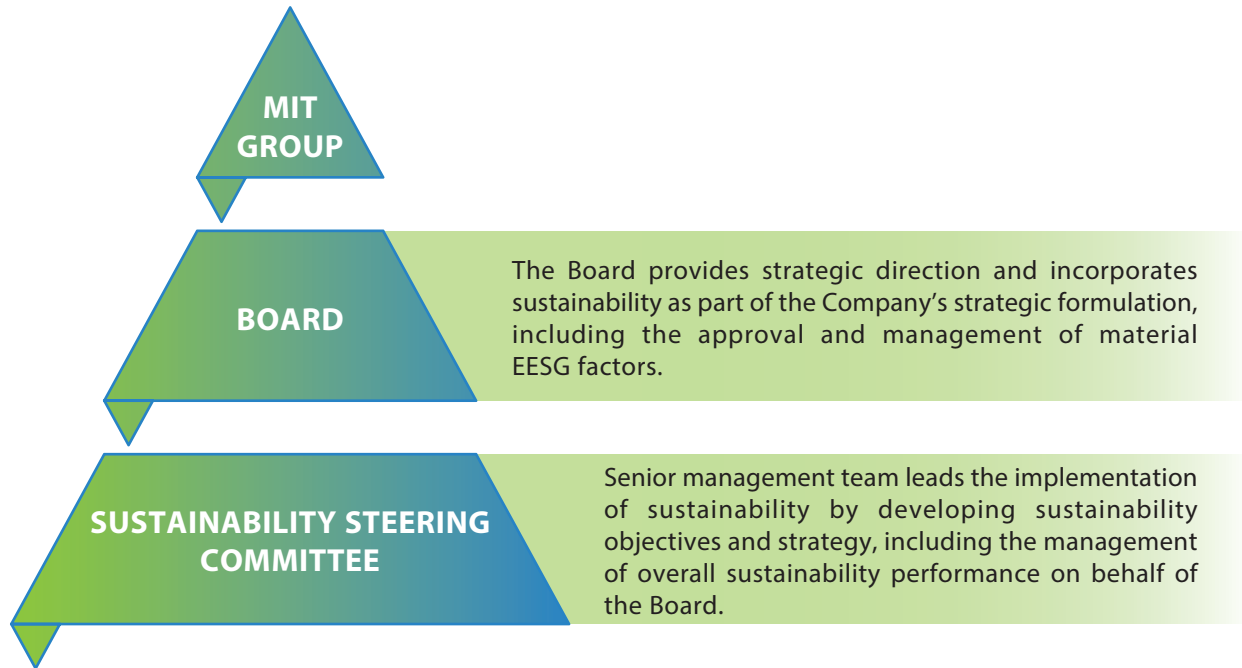 MIT
GROUP
BOARD
The Board provides strategic direction and incorporates
sustainability as part of the Company’s strategic formulation,
including the approval and management of material
EESG factors.
SUSTAINABILITY STEERING
COMMITTEE
Senior management team leads the implementation
of sustainability by developing sustainability
objectives and strategy, including the management
of overall sustainability performance on behalf of
the Board.